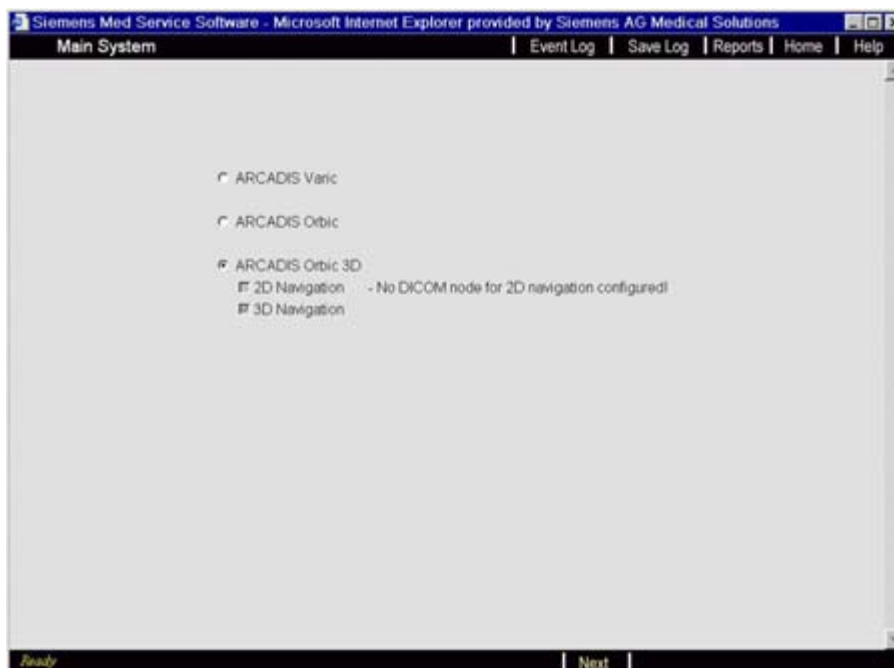 Siemens Med Service Software - Microsoft Internet Explorer provided by Siemens AG Medical Solutions
Main System | Event Log | Save Log | Reports | Home | Help
ARCADIS Varic
ARCADIS Orbic
ARCADIS Orbic 3D
2D Navigation - No DICOM node for 2D navigation configured!
3D Navigation
Ready | Next |